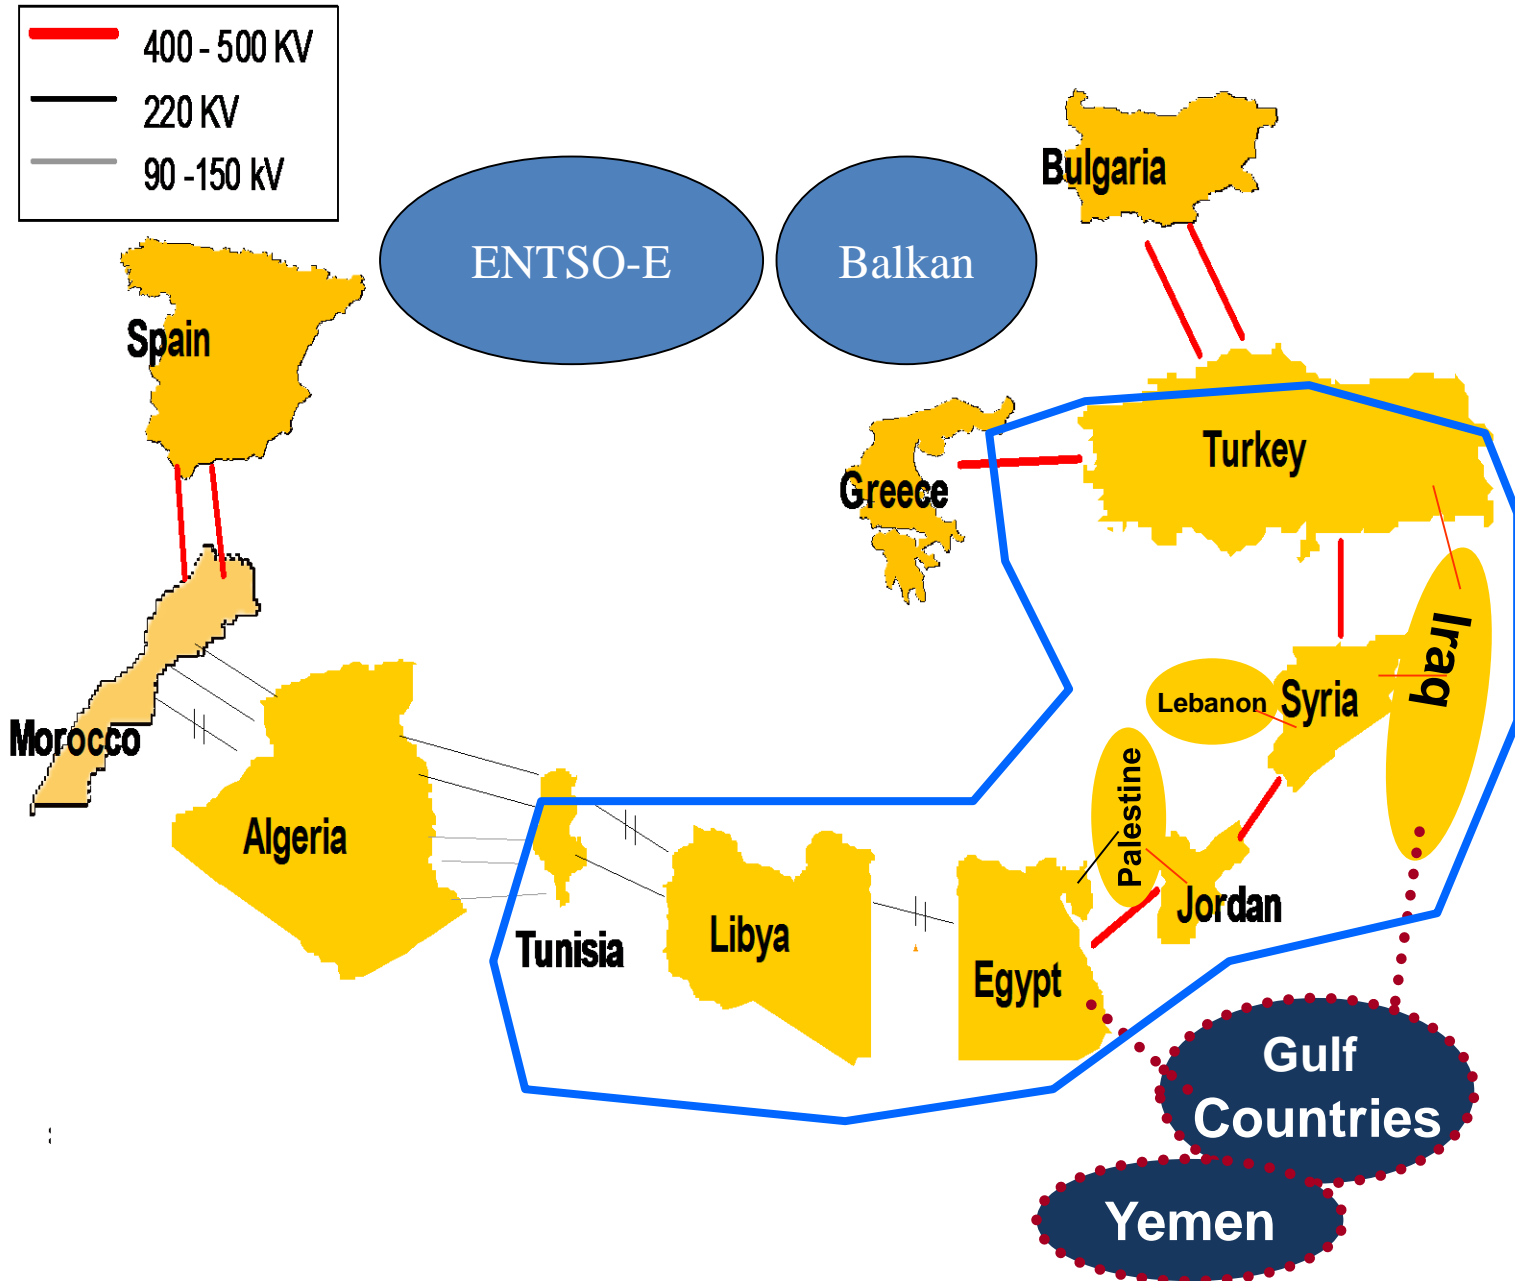 400 - 500 KV
220 KV
90 -150 kV
Bulgaria
ENTSO-E
Balkan
Spain
Turkey
Greece
Iraq
Lebanon
Syria
Morocco
Palestine
Algeria
Jordan
Tunisia
Libya
Egypt
Gulf
Countries
Yemen